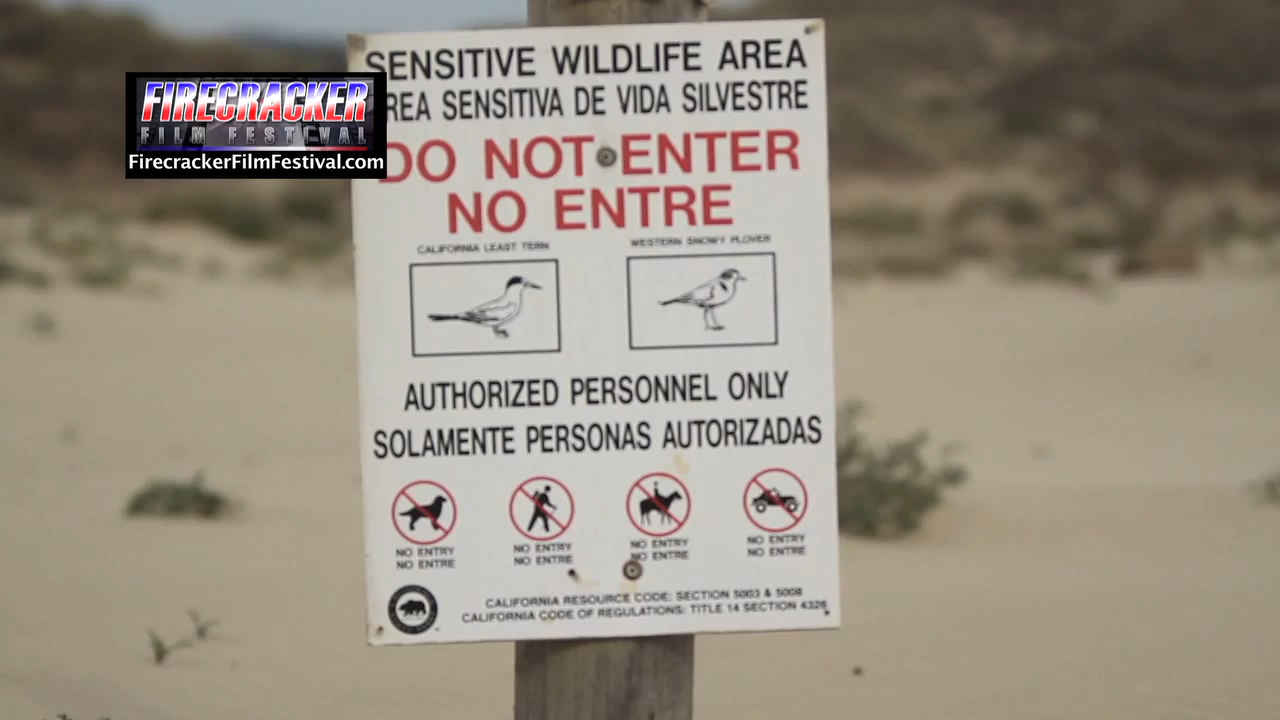 FIRECRACKER
FILM FESTIVAL
FirecrackerFilmFestival.com
SENSITIVE WILDLIFE AREA
REA SENSITIVA DE VIDA SILVESTRE
DO NOT ENTER
NO ENTRE
CALIFORNIA LEAST TERN
WESTERN SNOWY PLOVER
AUTHORIZED PERSONNEL ONLY
SOLAMENTE PERSONAS AUTORIZADAS
NO ENTRY
NO ENTRE
NO ENTRY
NO ENTRE
NO ENTRY
NO ENTRE
NO ENTRY
NO ENTRE
CALIFORNIA RESOURCE CODE: SECTION 5003 & 5008
CALIFORNIA CODE OF REGULATIONS: TITLE 14 SECTION 4326